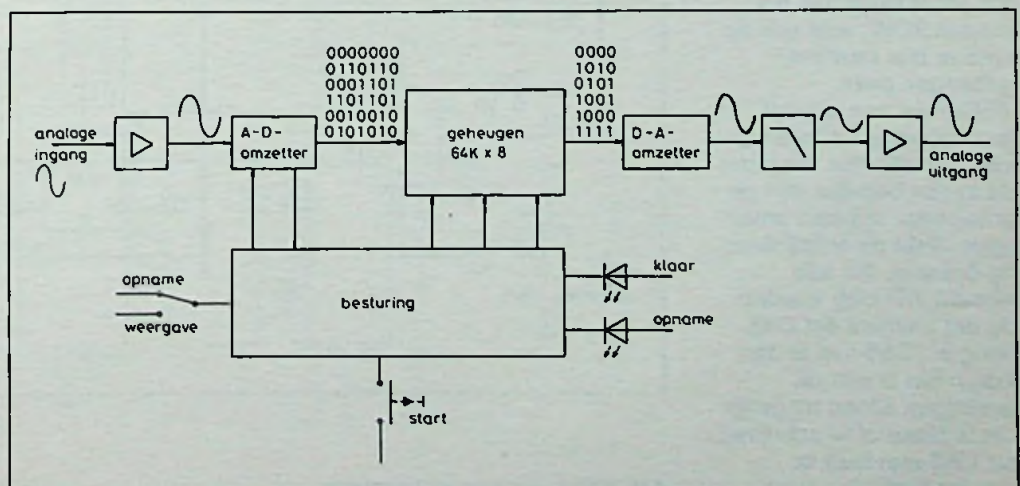 0000000
0110110
0001101
1101101
0010010
0101010
0000
1010
0101
1001
1000
1111
analoge
ingang
A-D-
omzetter
geheugen
64K x 8
D-A-
omzetter
analoge
uitgang
opname
weergave
besturing
klaar
opname
start